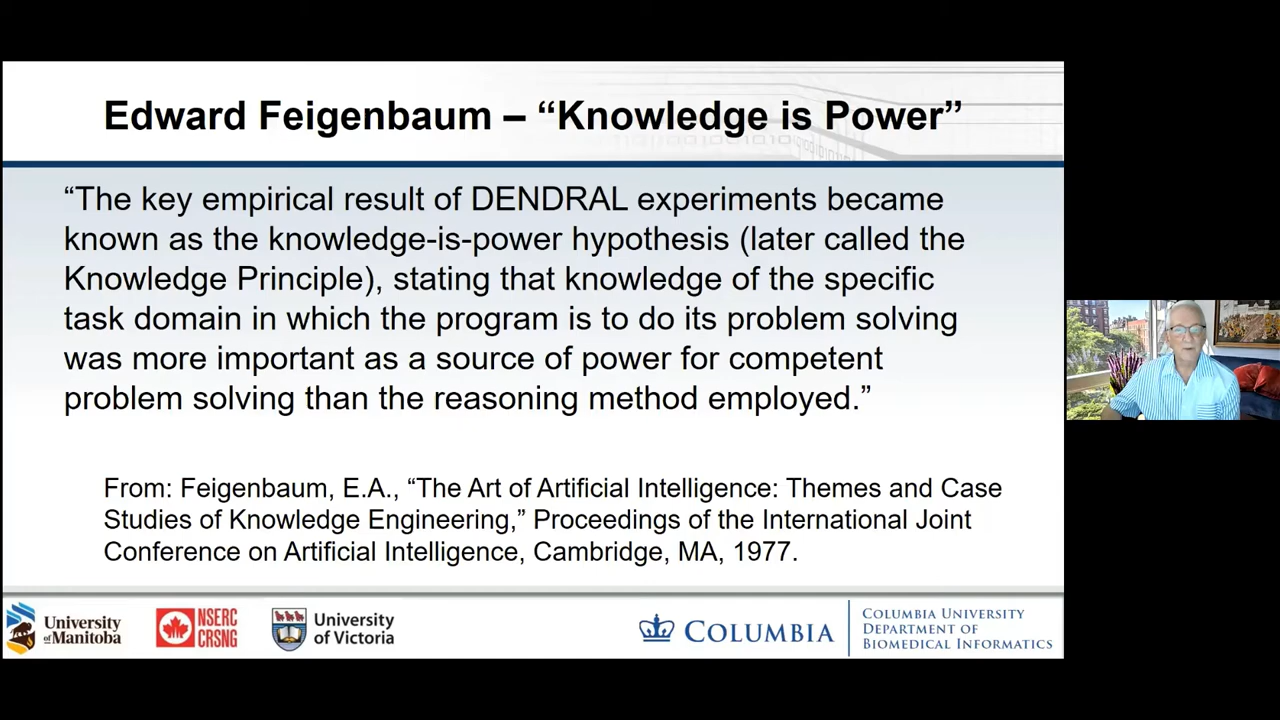 Edward Feigenbaum – “Knowledge is Power”
“The key empirical result of DENDRAL experiments became
known as the knowledge-is-power hypothesis (later called the
Knowledge Principle), stating that knowledge of the specific
task domain in which the program is to do its problem solving
was more important as a source of power for competent
problem solving than the reasoning method employed.”
From: Feigenbaum, E.A., “The Art of Artificial Intelligence: Themes and Case
Studies of Knowledge Engineering,” Proceedings of the International Joint
Conference on Artificial Intelligence, Cambridge, MA, 1977.
University
of Manitoba
NSERC
CRSNG
University
of Victoria
COLUMBIA
COLUMBIA UNIVERSITY
DEPARTMENT OF
BIOMEDICAL INFORMATICS